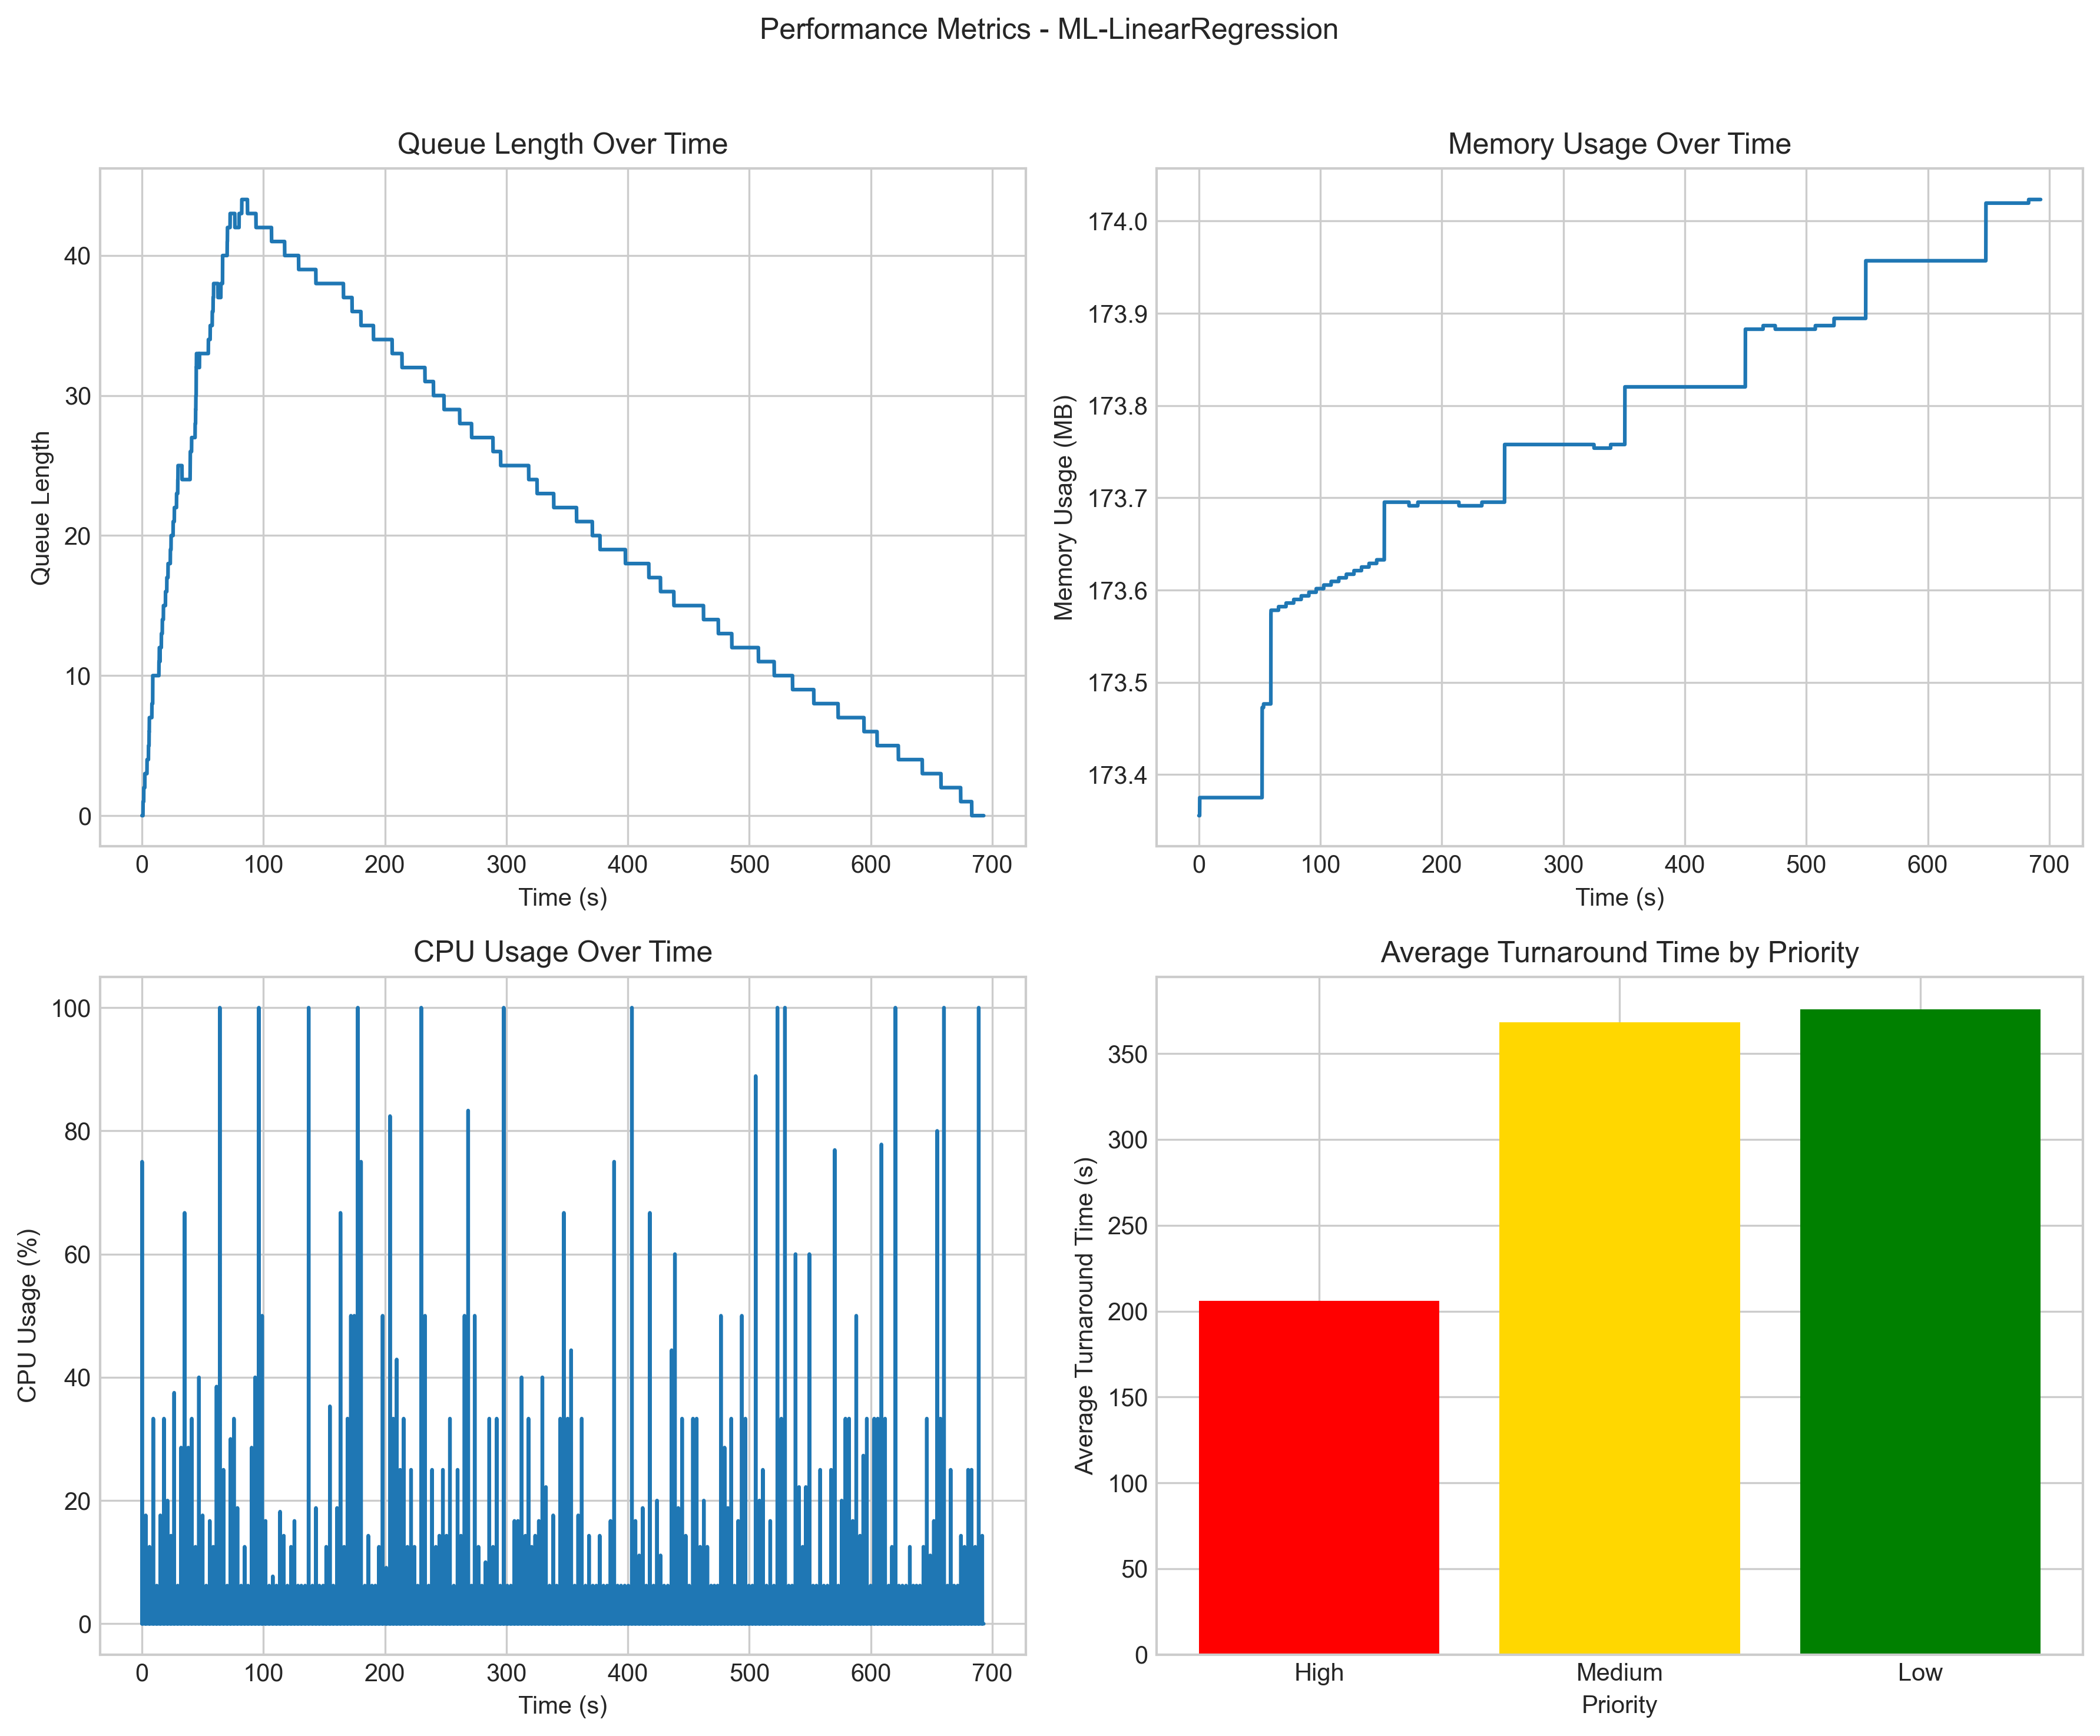 Performance Metrics - ML-LinearRegression
Queue Length Over Time
Queue Length
40
30
20
10
0
0 100 200 300 400 500 600 700
Time (s)
Memory Usage Over Time
Memory Usage (MB)
174.0
173.9
173.8
173.7
173.6
173.5
173.4
0 100 200 300 400 500 600 700
Time (s)
CPU Usage Over Time
CPU Usage (%)
100
80
60
40
20
0
0 100 200 300 400 500 600 700
Time (s)
Average Turnaround Time by Priority
Average Turnaround Time (s)
350
300
250
200
150
100
50
0
High Medium Low
Priority